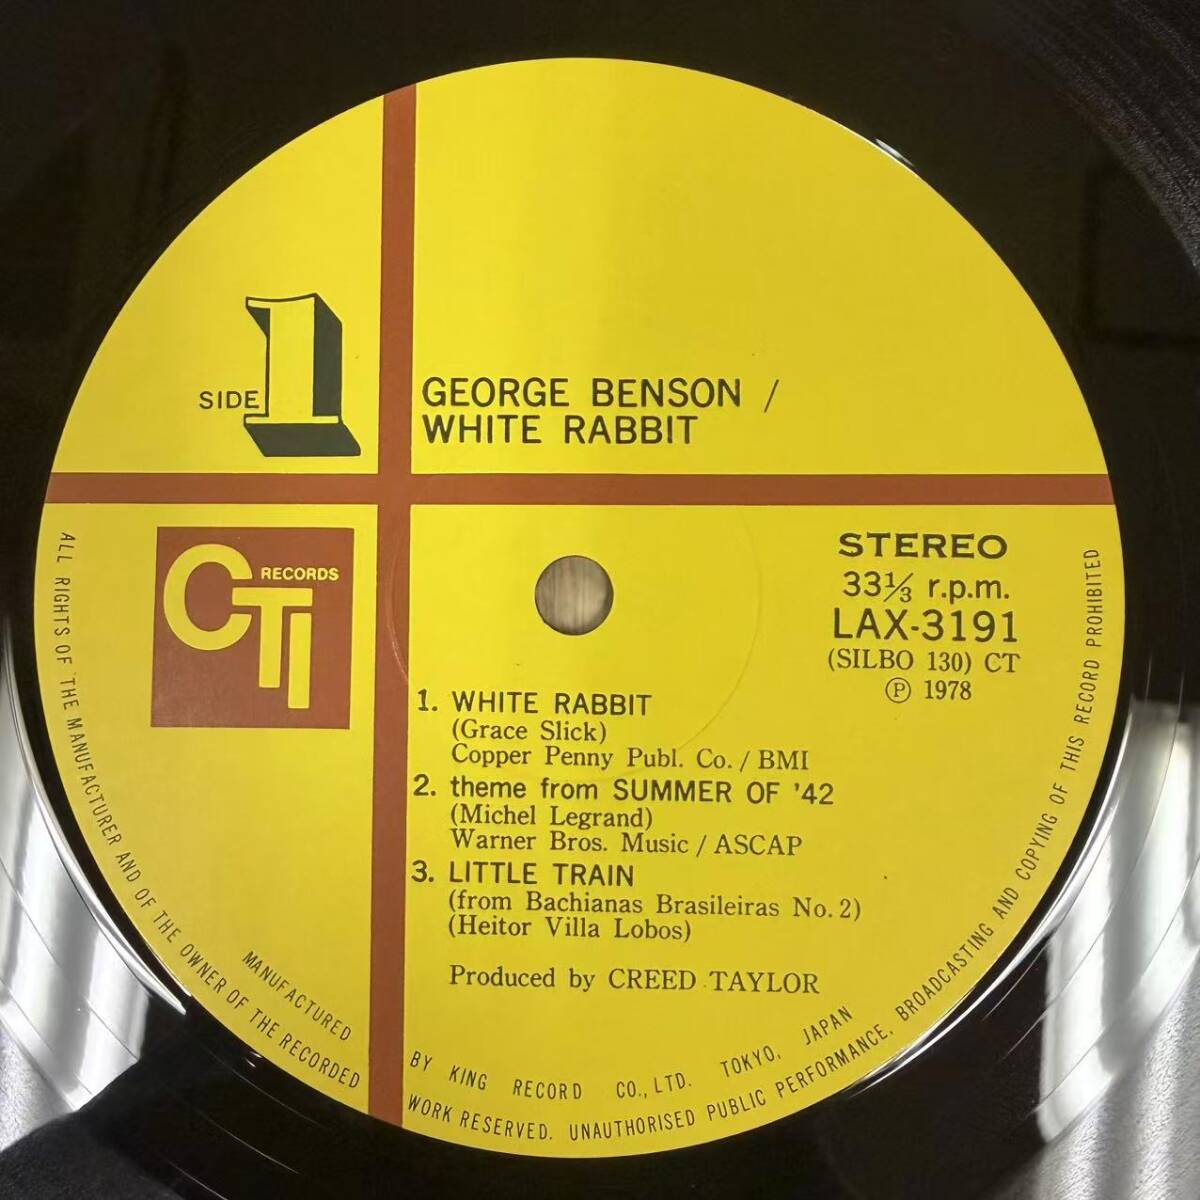 SIDE 1
GEORGE BENSON /
WHITE RABBIT
CTI RECORDS
STEREO
33⅓ r.p.m.
LAX-3191
(SILBO 130) CT
Ⓟ 1978
1. WHITE RABBIT
(Grace Slick)
Copper Penny Publ. Co. / BMI
2. theme from SUMMER OF '42
(Michel Legrand)
Warner Bros. Music / ASCAP
3. LITTLE TRAIN
(from Bachianas Brasileiras No. 2)
(Heitor Villa Lobos)
Produced by CREED TAYLOR
MANUFACTURED BY KING RECORD CO., LTD. TOKYO, JAPAN
ALL RIGHTS OF THE MANUFACTURER AND OF THE OWNER OF THE RECORDED WORK RESERVED. UNAUTHORISED PUBLIC PERFORMANCE, BROADCASTING AND COPYING OF THIS RECORD PROHIBITED